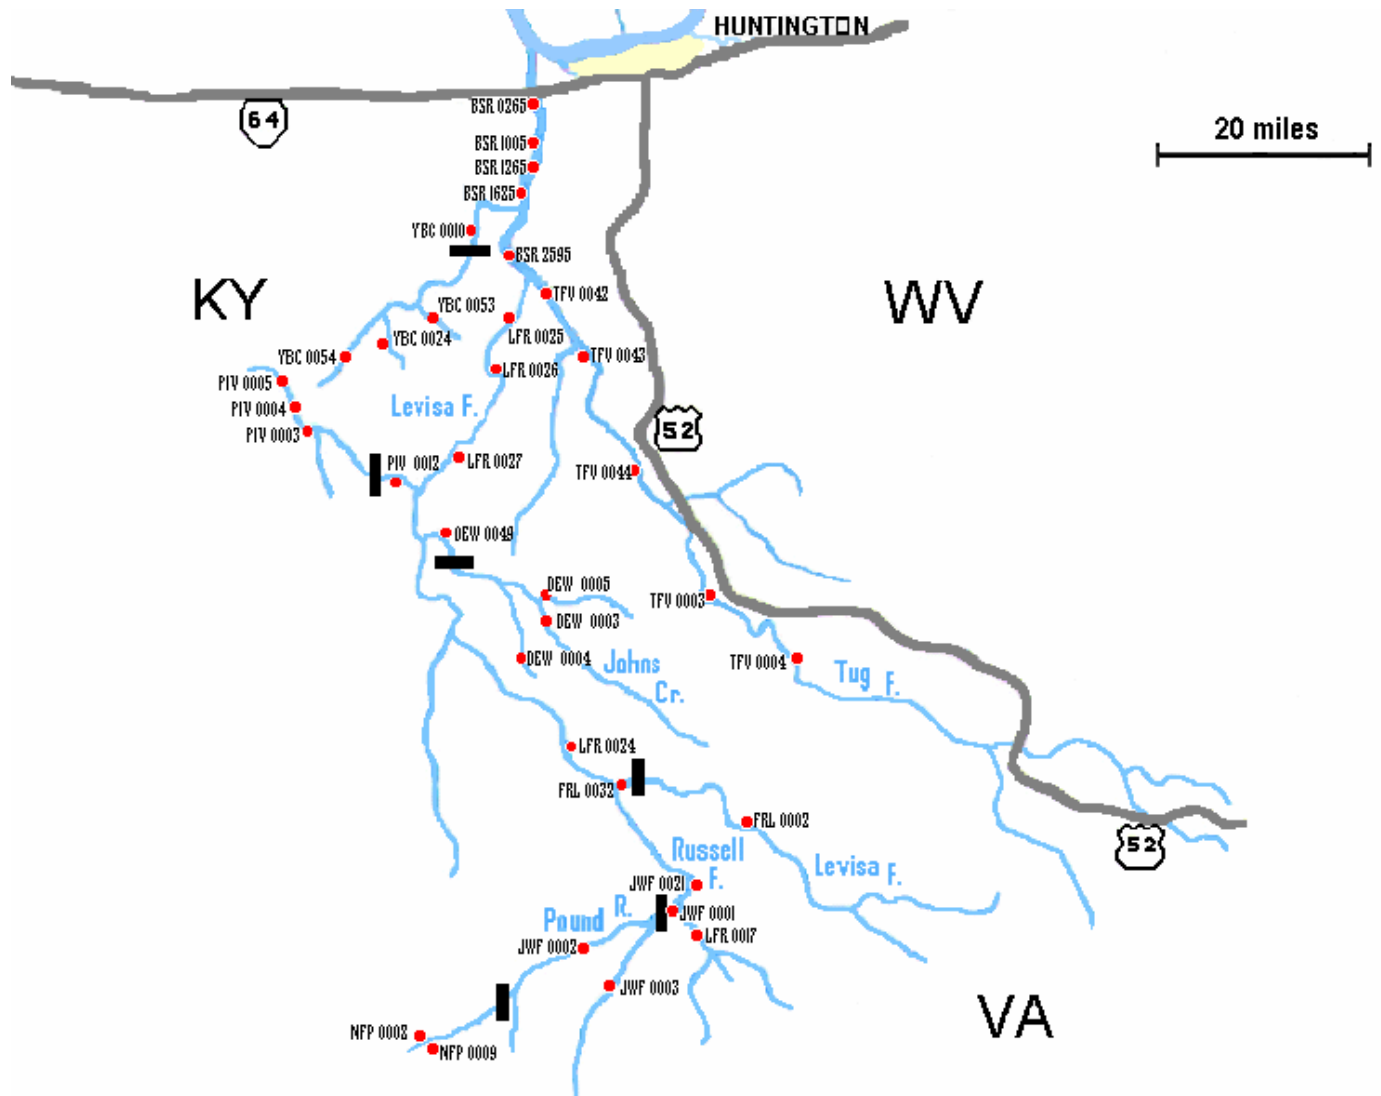 HUNTINGTON
BSR 0265
64
20 miles
BSR 1005
BSR 1265
BSR 1625
YBC 0010
BSR 2595
KY
WV
TFV 0042
YBC 0053
LFR 0025
YBC 0024
YBC 0054
TFV 0043
LFR 0026
PIV 0005
PIV 0004
Levisa F.
PIV 0003
52
PIV 0012
LFR 0027
TFV 0044
DEW 0049
DEW 0005
TFV 0003
DEW 0003
DEW 0004
Johns
Cr.
TFV 0004
Tug F.
LFR 0024
FRL 0032
FRL 0002
52
Russell
F.
Levisa F.
JWF 0021
Pound R.
JWF 0001
LFR 0017
JWF 0002
JWF 0003
VA
NFP 0008
NFP 0009